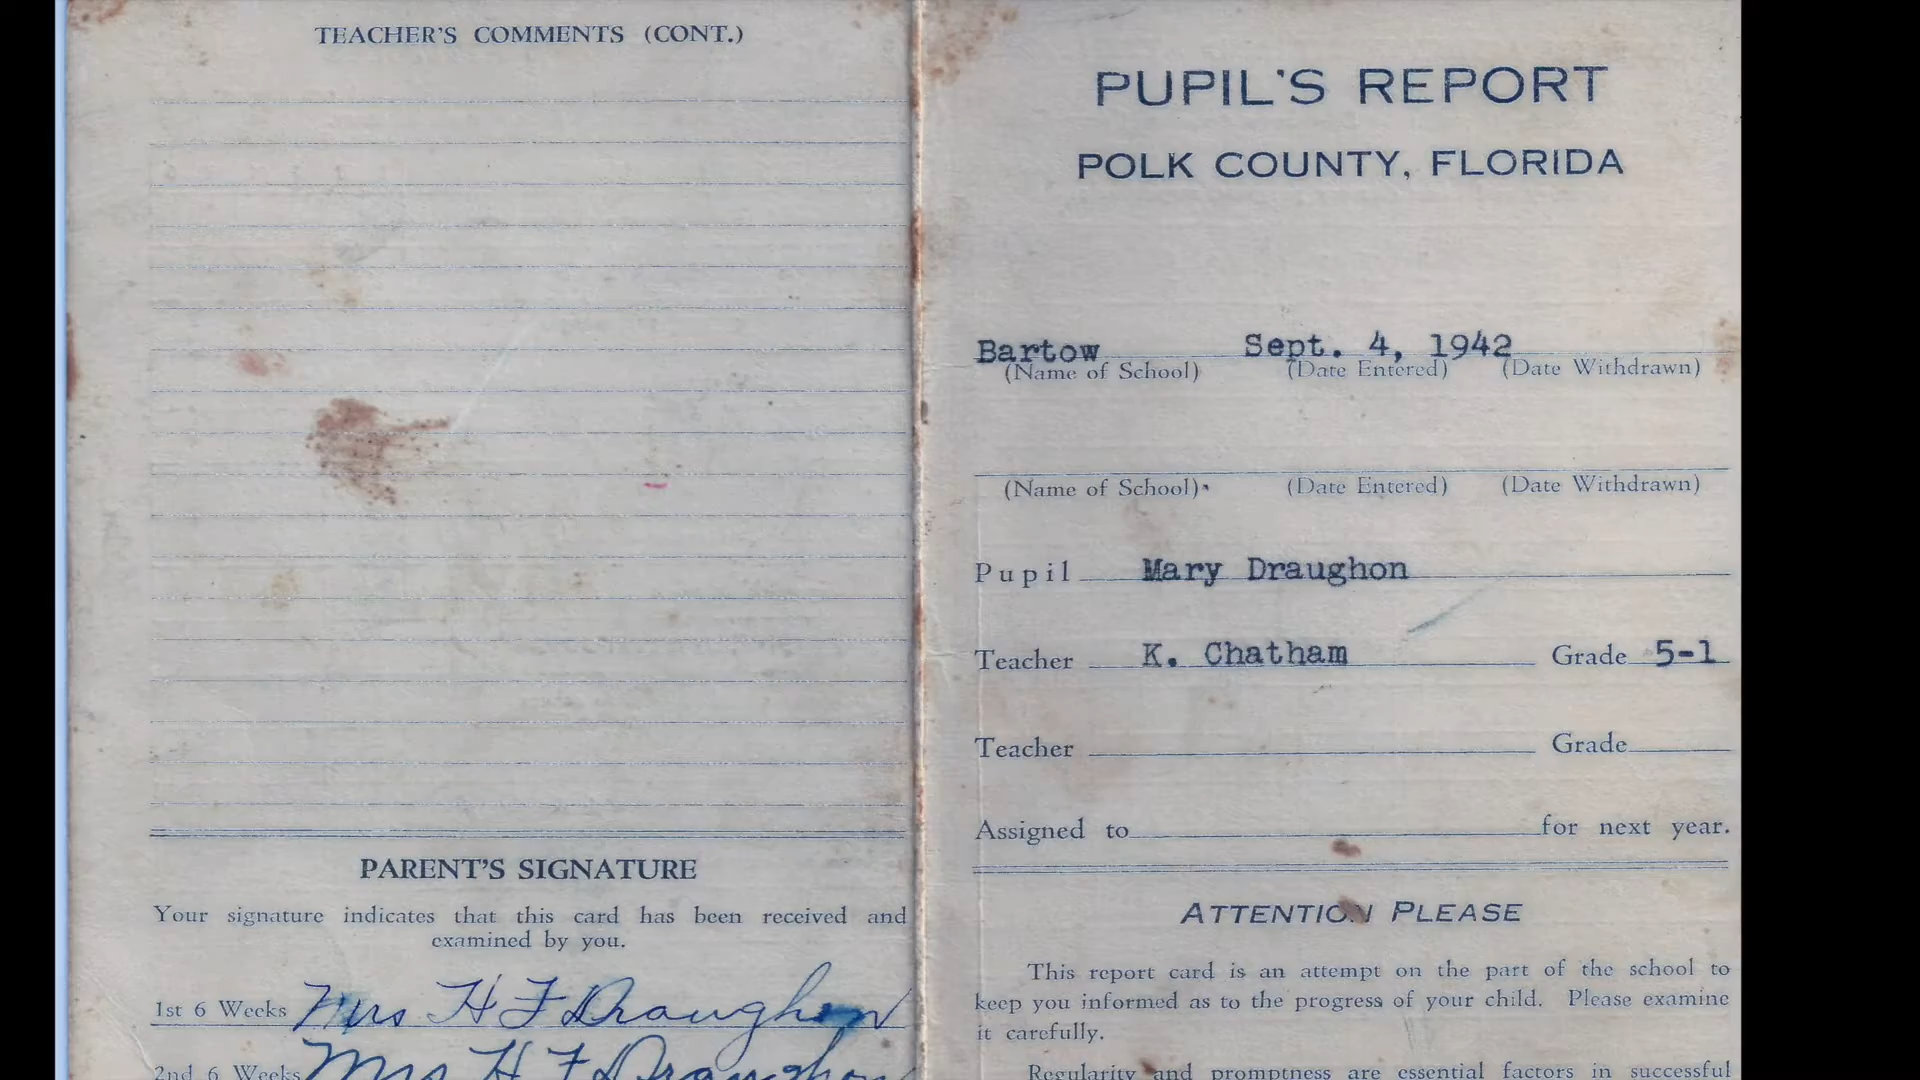 TEACHER'S COMMENTS (CONT.)
PARENT'S SIGNATURE
Your signature indicates that this card has been received and
examined by you.
1st 6 Weeks Mrs H F Draughon
2nd 6 Weeks Mrs H F Draughon
PUPIL'S REPORT
POLK COUNTY, FLORIDA
Bartow Sept. 4, 1942
(Name of School) (Date Entered) (Date Withdrawn)
(Name of School) (Date Entered) (Date Withdrawn)
Pupil Mary Draughon
Teacher K. Chatham Grade 5-1
Teacher Grade
Assigned to for next year.
ATTENTION PLEASE
This report card is an attempt on the part of the school to
keep you informed as to the progress of your child. Please examine
it carefully.
Regularity and promptness are essential factors in successful